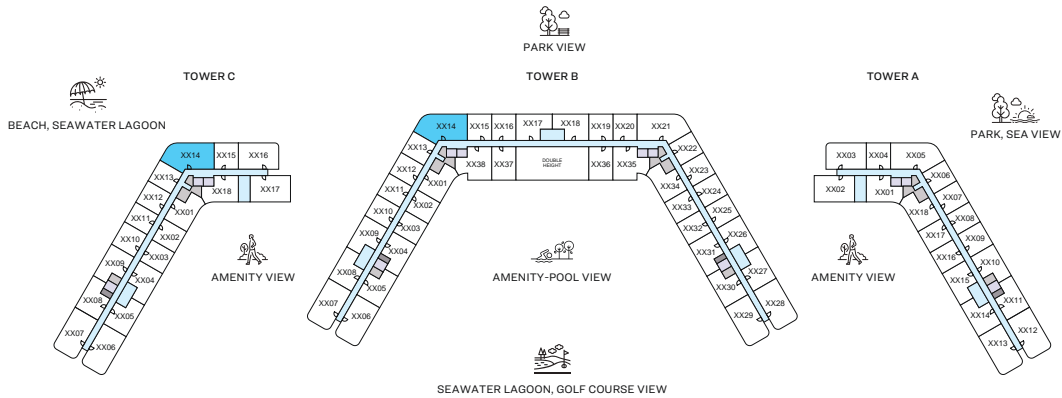 PARK VIEW
TOWER C
TOWER B
TOWER A
BEACH, SEAWATER LAGOON
PARK, SEA VIEW
XX14
XX15
XX16
XX13
XX18
XX17
XX12
XX01
XX11
XX02
XX10
XX03
XX09
XX04
XX08
XX05
XX07
XX06
AMENITY VIEW
XX14
XX15
XX16
XX17
XX18
XX19
XX20
XX21
XX13
XX38
XX37
DOUBLE
HEIGHT
XX36
XX35
XX22
XX12
XX01
XX34
XX23
XX11
XX02
XX33
XX24
XX10
XX03
XX32
XX25
XX09
XX04
XX31
XX26
XX08
XX05
XX30
XX27
XX07
XX06
XX29
XX28
AMENITY-POOL VIEW
XX03
XX04
XX05
XX02
XX01
XX06
XX18
XX07
XX17
XX08
XX16
XX09
XX15
XX10
XX14
XX11
XX13
XX12
AMENITY VIEW
SEAWATER LAGOON, GOLF COURSE VIEW